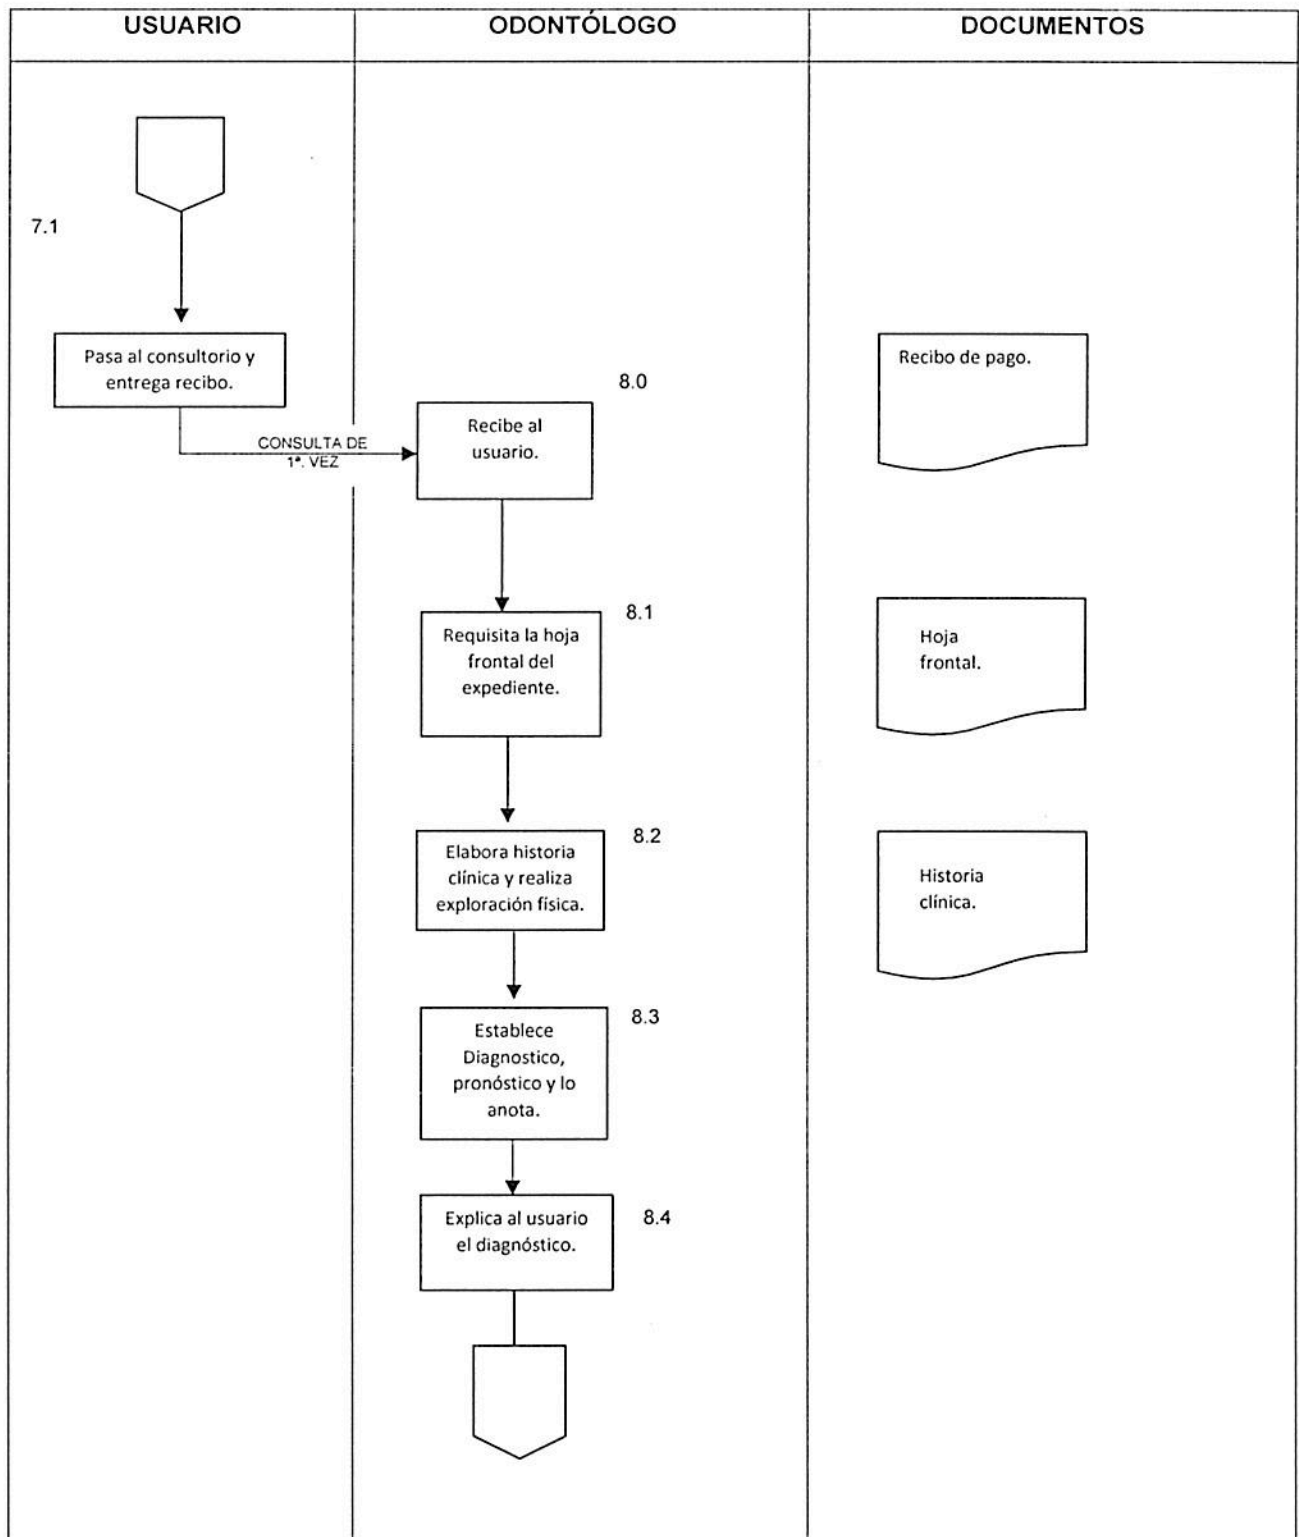 USUARIO
ODONTÓLOGO
DOCUMENTOS
7.1
Pasa al consultorio y
entrega recibo.
CONSULTA DE
1ª. VEZ
8.0
Recibe al
usuario.
Recibo de pago.
8.1
Requisita la hoja
frontal del
expediente.
Hoja
frontal.
8.2
Elabora historia
clínica y realiza
exploración física.
Historia
clínica.
8.3
Establece
Diagnostico,
pronóstico y lo
anota.
8.4
Explica al usuario
el diagnóstico.